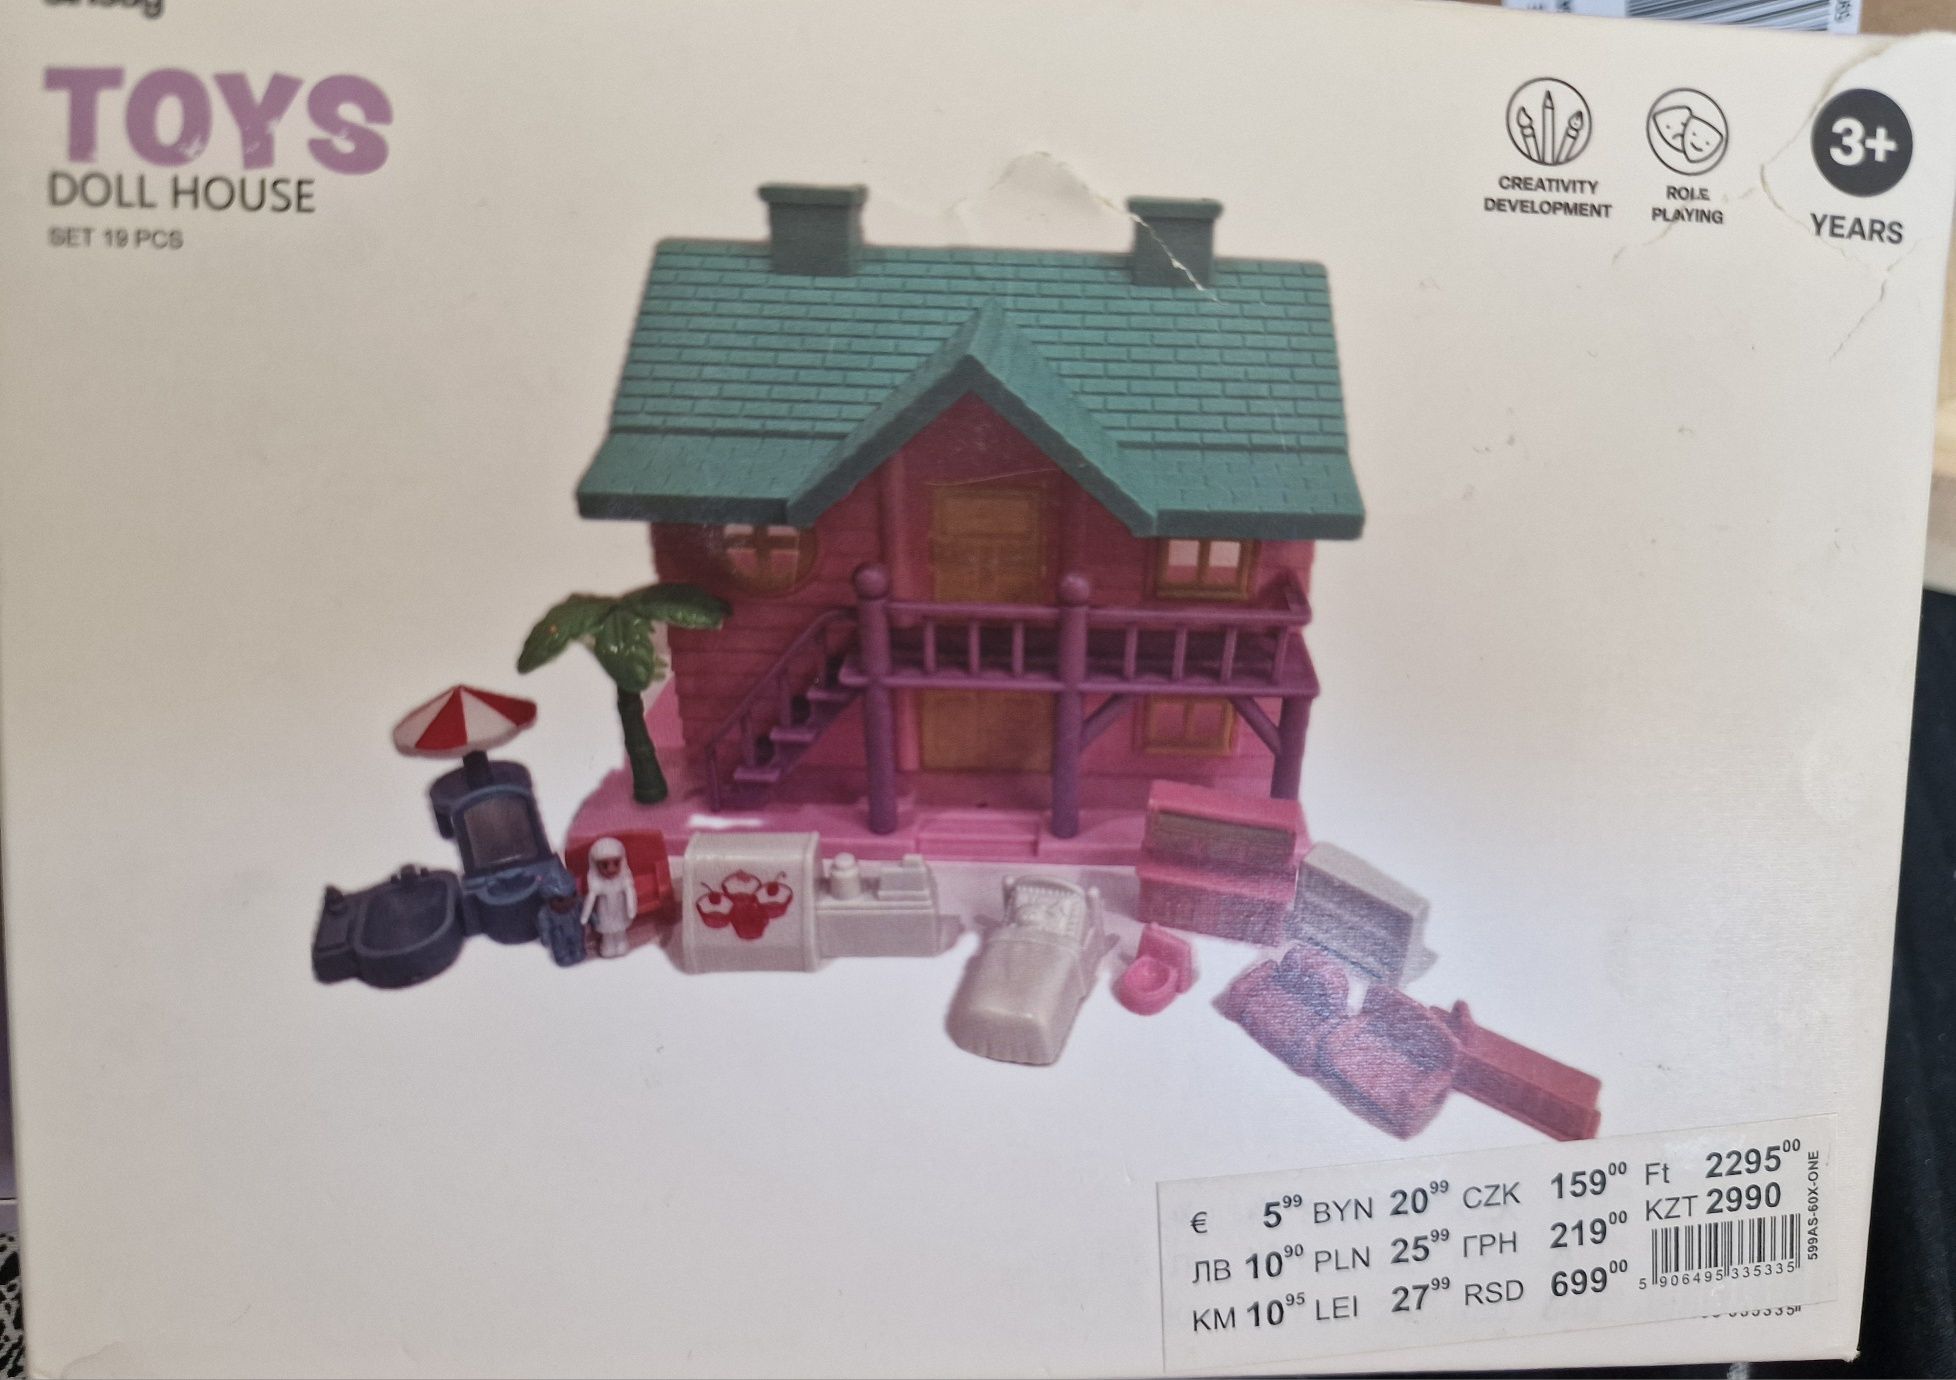 TOYS
DOLL HOUSE
SET 19 PCS
CREATIVITY
DEVELOPMENT
ROLE
PLAYING
3+
YEARS
€ 5⁹⁹ BYN 20⁹⁹ CZK 159⁰⁰ Ft 2295⁰⁰
ЛВ 10⁹⁰ PLN 25⁹⁹ ГРН 219⁰⁰ KZT 2990
KM 10⁹⁵ LEI 27⁹⁹ RSD 699⁰⁰
5 906495 335335
599AS-60X-ONE